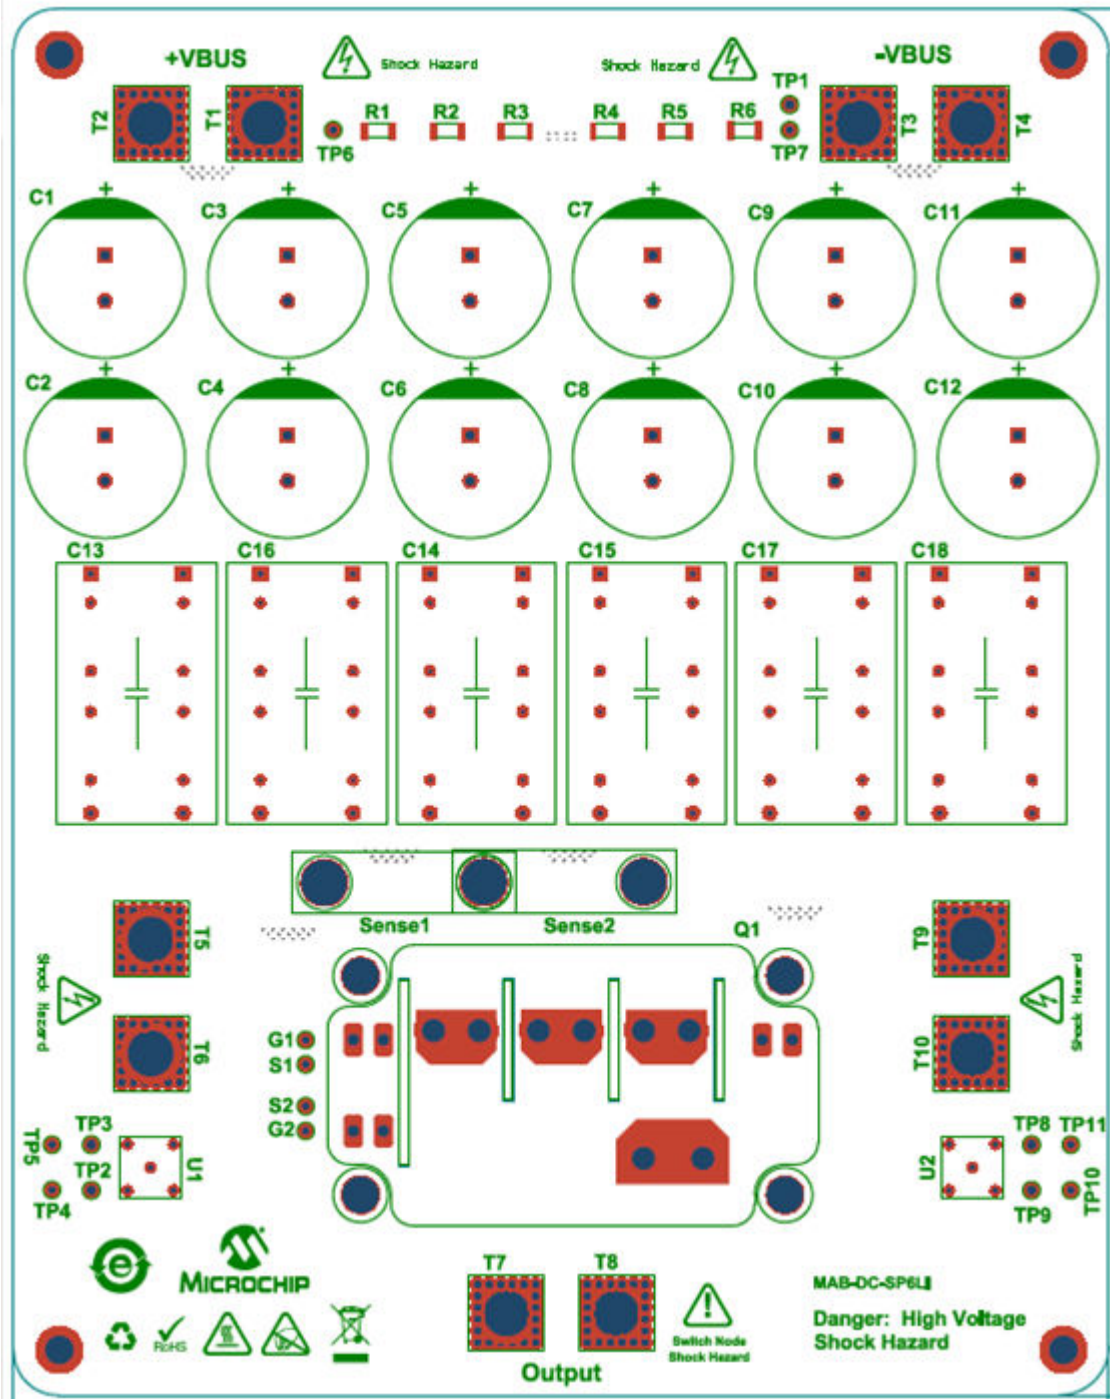 +VBUS
Shock Hazard
Shock Hazard
-VBUS
T2
T1
TP6
R1
R2
R3
R4
R5
R6
TP1
TP7
T3
T4
C1
+
C3
+
C5
+
C7
+
C9
+
C11
+
C2
+
C4
+
C6
+
C8
+
C10
+
C12
+
C13
C16
C14
C15
C17
C18
Sense1
Sense2
Q1
T5
T9
Shock Hazard
Shock Hazard
T6
T10
G1
S1
S2
G2
TP3
TP5
TP2
TP4
U1
U2
TP8
TP11
TP9
TP10
e
MICROCHIP
RoHS
T7
T8
Output
Switch Node
Shock Hazard
MAB-DC-SP6LI
Danger: High Voltage
Shock Hazard